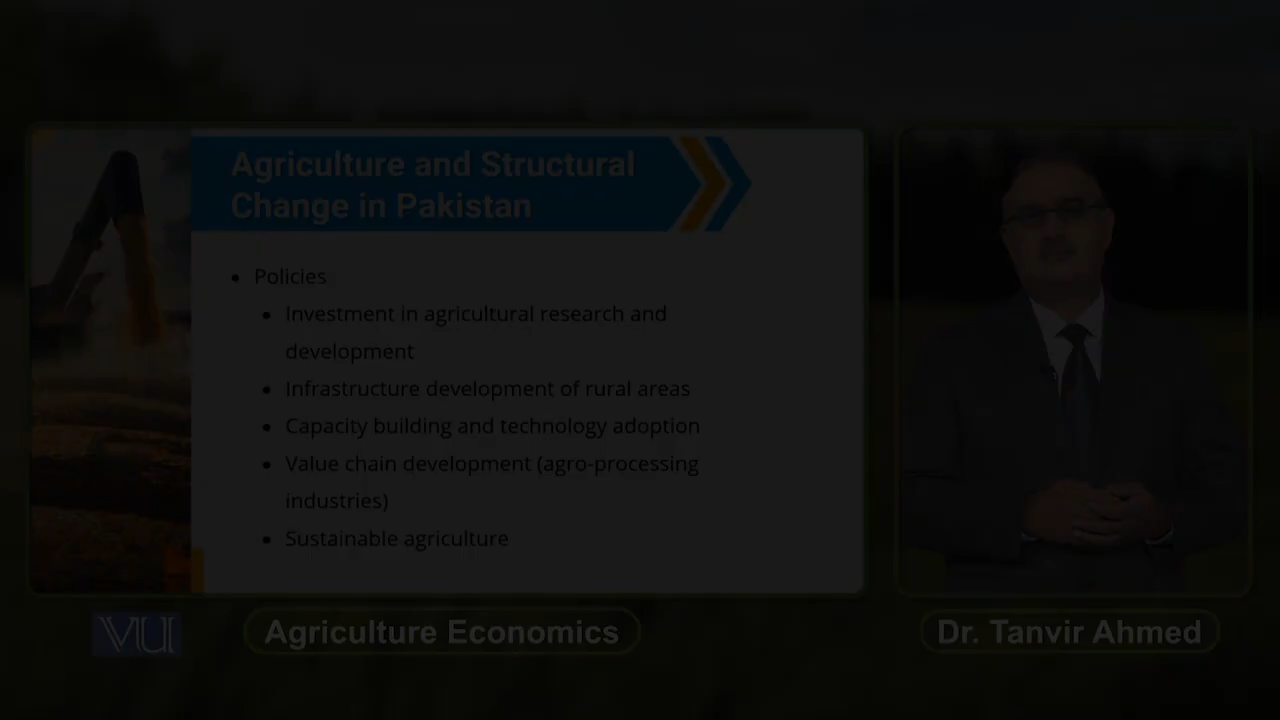 Agriculture and Structural
Change in Pakistan
• Policies
• Investment in agricultural research and
development
• Infrastructure development of rural areas
• Capacity building and technology adoption
• Value chain development (agro-processing
industries)
• Sustainable agriculture
VU
Agriculture Economics
Dr. Tanvir Ahmed